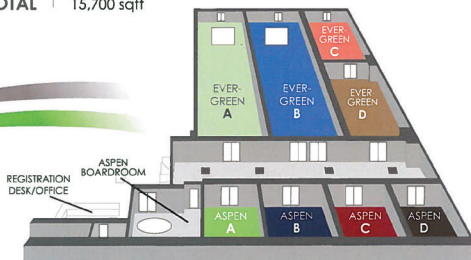 TOTAL 15,700 sqft
EVER-
GREEN
C
EVER-
GREEN
A
EVER-
GREEN
B
EVER-
GREEN
D
ASPEN
BOARDROOM
REGISTRATION
DESK/OFFICE
ASPEN
A
ASPEN
B
ASPEN
C
ASPEN
D